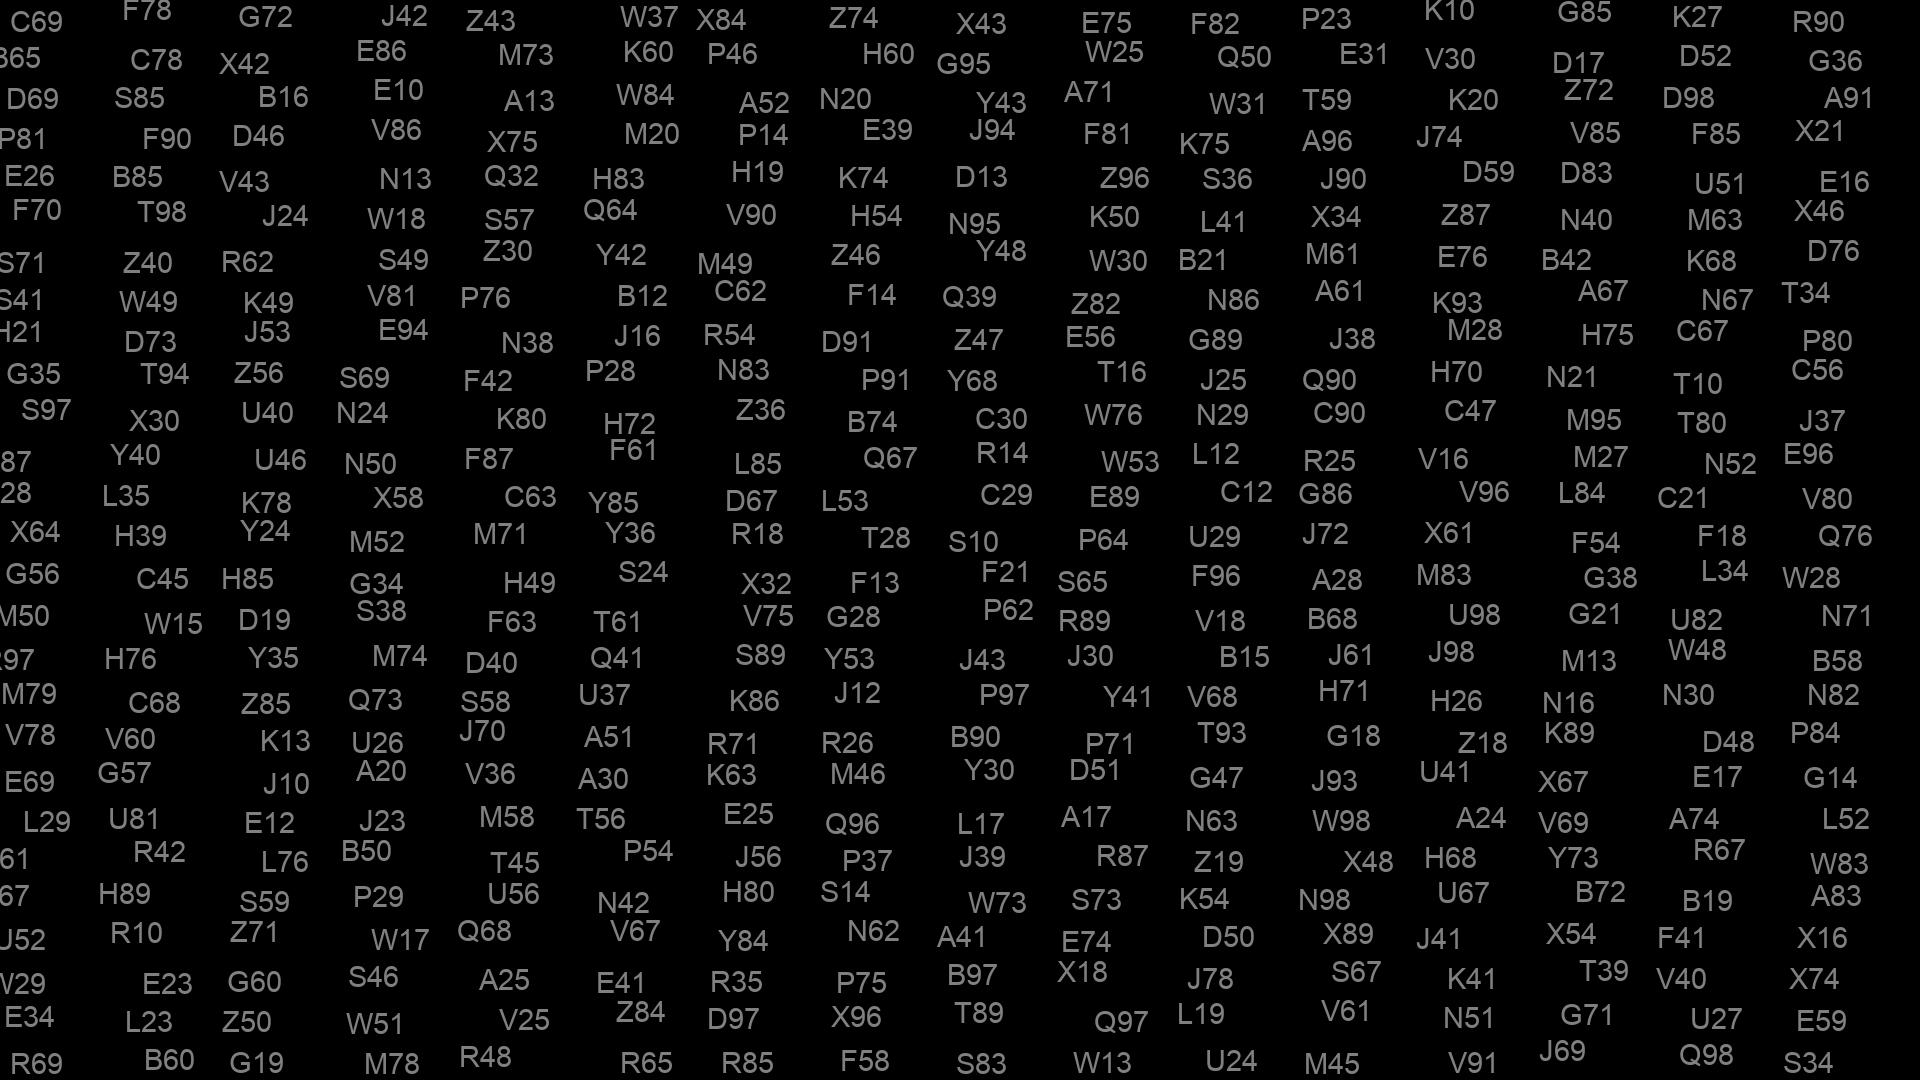 C69 F78 G72 J42 Z43 W37 X84 Z74 X43 E75 F82 P23 K10 G85 K27 R90
B65 C78 X42 E86 M73 K60 P46 H60 G95 W25 Q50 E31 V30 D17 D52 G36
D69 S85 B16 E10 A13 W84 A52 N20 Y43 A71 W31 T59 K20 Z72 D98 A91
P81 F90 D46 V86 X75 M20 P14 E39 J94 F81 K75 A96 J74 V85 F85 X21
E26 B85 V43 N13 Q32 H83 H19 K74 D13 Z96 S36 J90 D59 D83 U51 E16
F70 T98 J24 W18 S57 Q64 V90 H54 N95 K50 L41 X34 Z87 N40 M63 X46
S71 Z40 R62 S49 Z30 Y42 M49 Z46 Y48 W30 B21 M61 E76 B42 K68 D76
S41 W49 K49 V81 P76 B12 C62 F14 Q39 Z82 N86 A61 K93 A67 N67 T34
H21 D73 J53 E94 N38 J16 R54 D91 Z47 E56 G89 J38 M28 H75 C67 P80
G35 T94 Z56 S69 F42 P28 N83 P91 Y68 T16 J25 Q90 H70 N21 T10 C56
S97 X30 U40 N24 K80 H72 Z36 B74 C30 W76 N29 C90 C47 M95 T80 J37
87 Y40 U46 N50 F87 F61 L85 Q67 R14 W53 L12 R25 V16 M27 N52 E96
28 L35 K78 X58 C63 Y85 D67 L53 C29 E89 C12 G86 V96 L84 C21 V80
X64 H39 Y24 M52 M71 Y36 R18 T28 S10 P64 U29 J72 X61 F54 F18 Q76
G56 C45 H85 G34 H49 S24 X32 F13 F21 S65 F96 A28 M83 G38 L34 W28
M50 W15 D19 S38 F63 T61 V75 G28 P62 R89 V18 B68 U98 G21 U82 N71
R97 H76 Y35 M74 D40 Q41 S89 Y53 J43 J30 B15 J61 J98 M13 W48 B58
M79 C68 Z85 Q73 S58 U37 K86 J12 P97 Y41 V68 H71 H26 N16 N30 N82
V78 V60 K13 U26 J70 A51 R71 R26 B90 P71 T93 G18 Z18 K89 D48 P84
E69 G57 J10 A20 V36 A30 K63 M46 Y30 D51 G47 J93 U41 X67 E17 G14
L29 U81 E12 J23 M58 T56 E25 Q96 L17 A17 N63 W98 A24 V69 A74 L52
61 R42 L76 B50 T45 P54 J56 P37 J39 R87 Z19 X48 H68 Y73 R67 W83
67 H89 S59 P29 U56 N42 H80 S14 W73 S73 K54 N98 U67 B72 B19 A83
U52 R10 Z71 W17 Q68 V67 Y84 N62 A41 E74 D50 X89 J41 X54 F41 X16
W29 E23 G60 S46 A25 E41 R35 P75 B97 X18 J78 S67 K41 T39 V40 X74
E34 L23 Z50 W51 V25 Z84 D97 X96 T89 Q97 L19 V61 N51 G71 U27 E59
R69 B60 G19 M78 R48 R65 R85 F58 S83 W13 U24 M45 V91 J69 Q98 S34